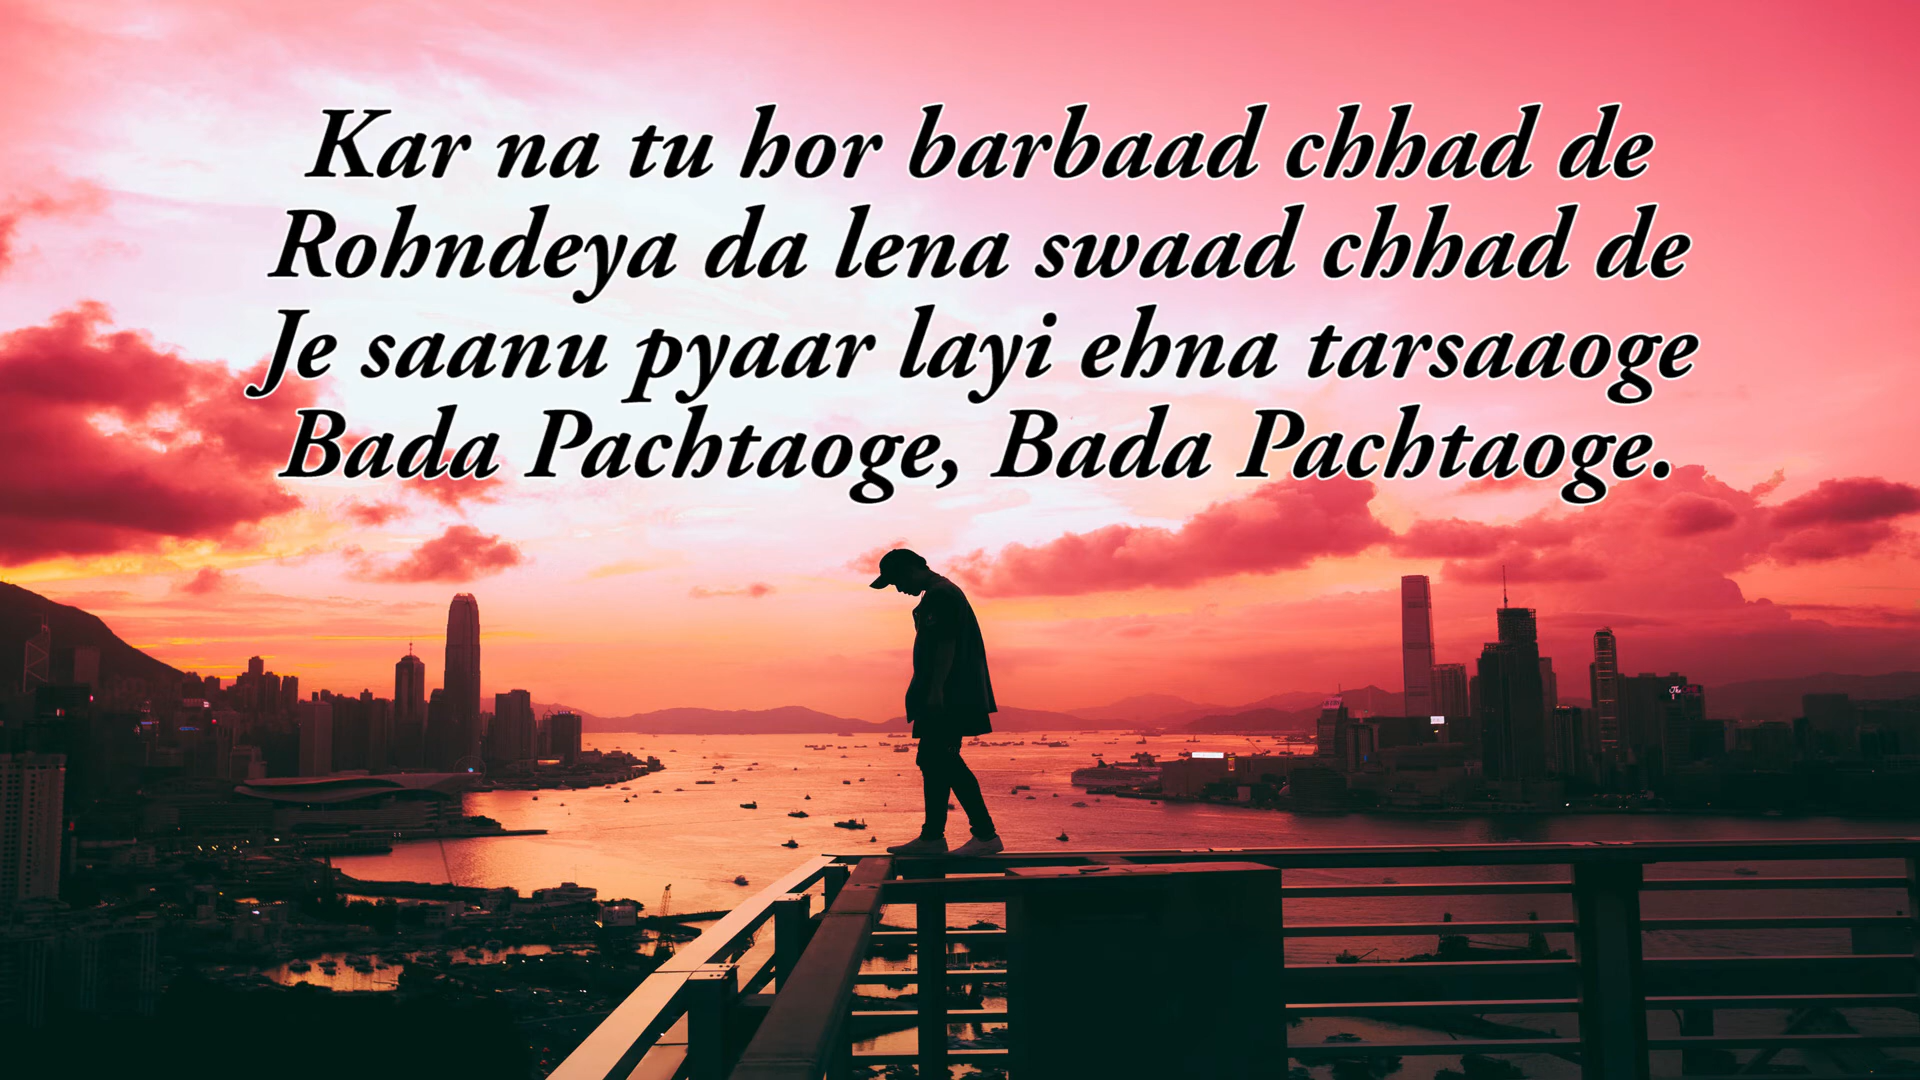 Kar na tu hor barbaad chhad de
Rohndeya da lena swaad chhad de
Je saanu pyaar layi ehna tarsaaoge
Bada Pachtaoge, Bada Pachtaoge.